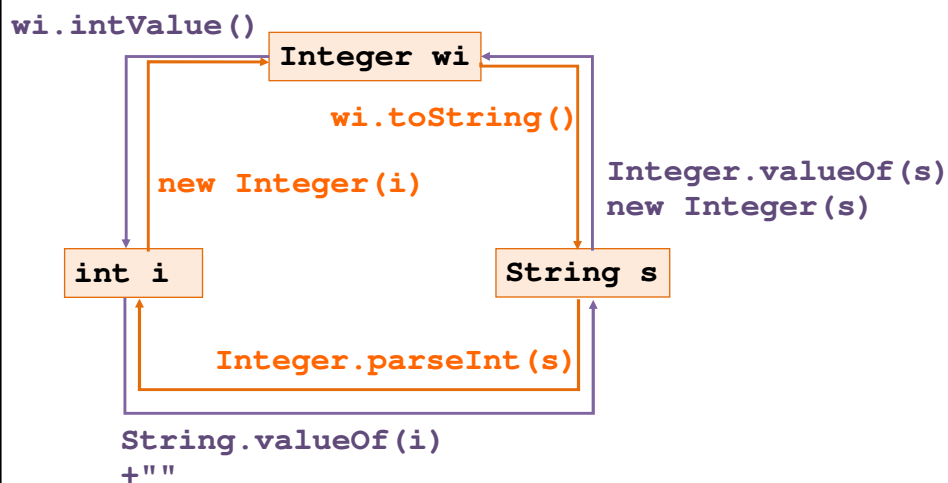 wi.intValue()
Integer wi
wi.toString()
new Integer(i)
Integer.valueOf(s)
new Integer(s)
int i
String s
Integer.parseInt(s)
String.valueOf(i)
+""